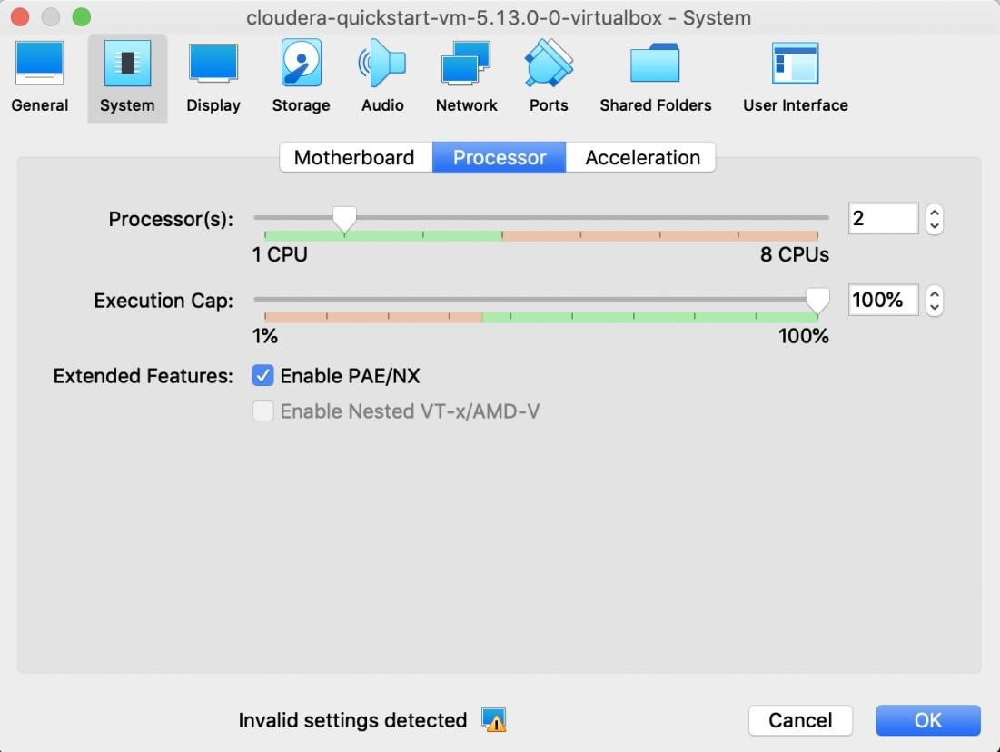 cloudera-quickstart-vm-5.13.0-0-virtualbox - System
General System Display Storage Audio Network Ports Shared Folders User Interface
Motherboard Processor Acceleration
Processor(s): 2
1 CPU 8 CPUs
Execution Cap: 100%
1% 100%
Extended Features: Enable PAE/NX
Enable Nested VT-x/AMD-V
Invalid settings detected Cancel OK